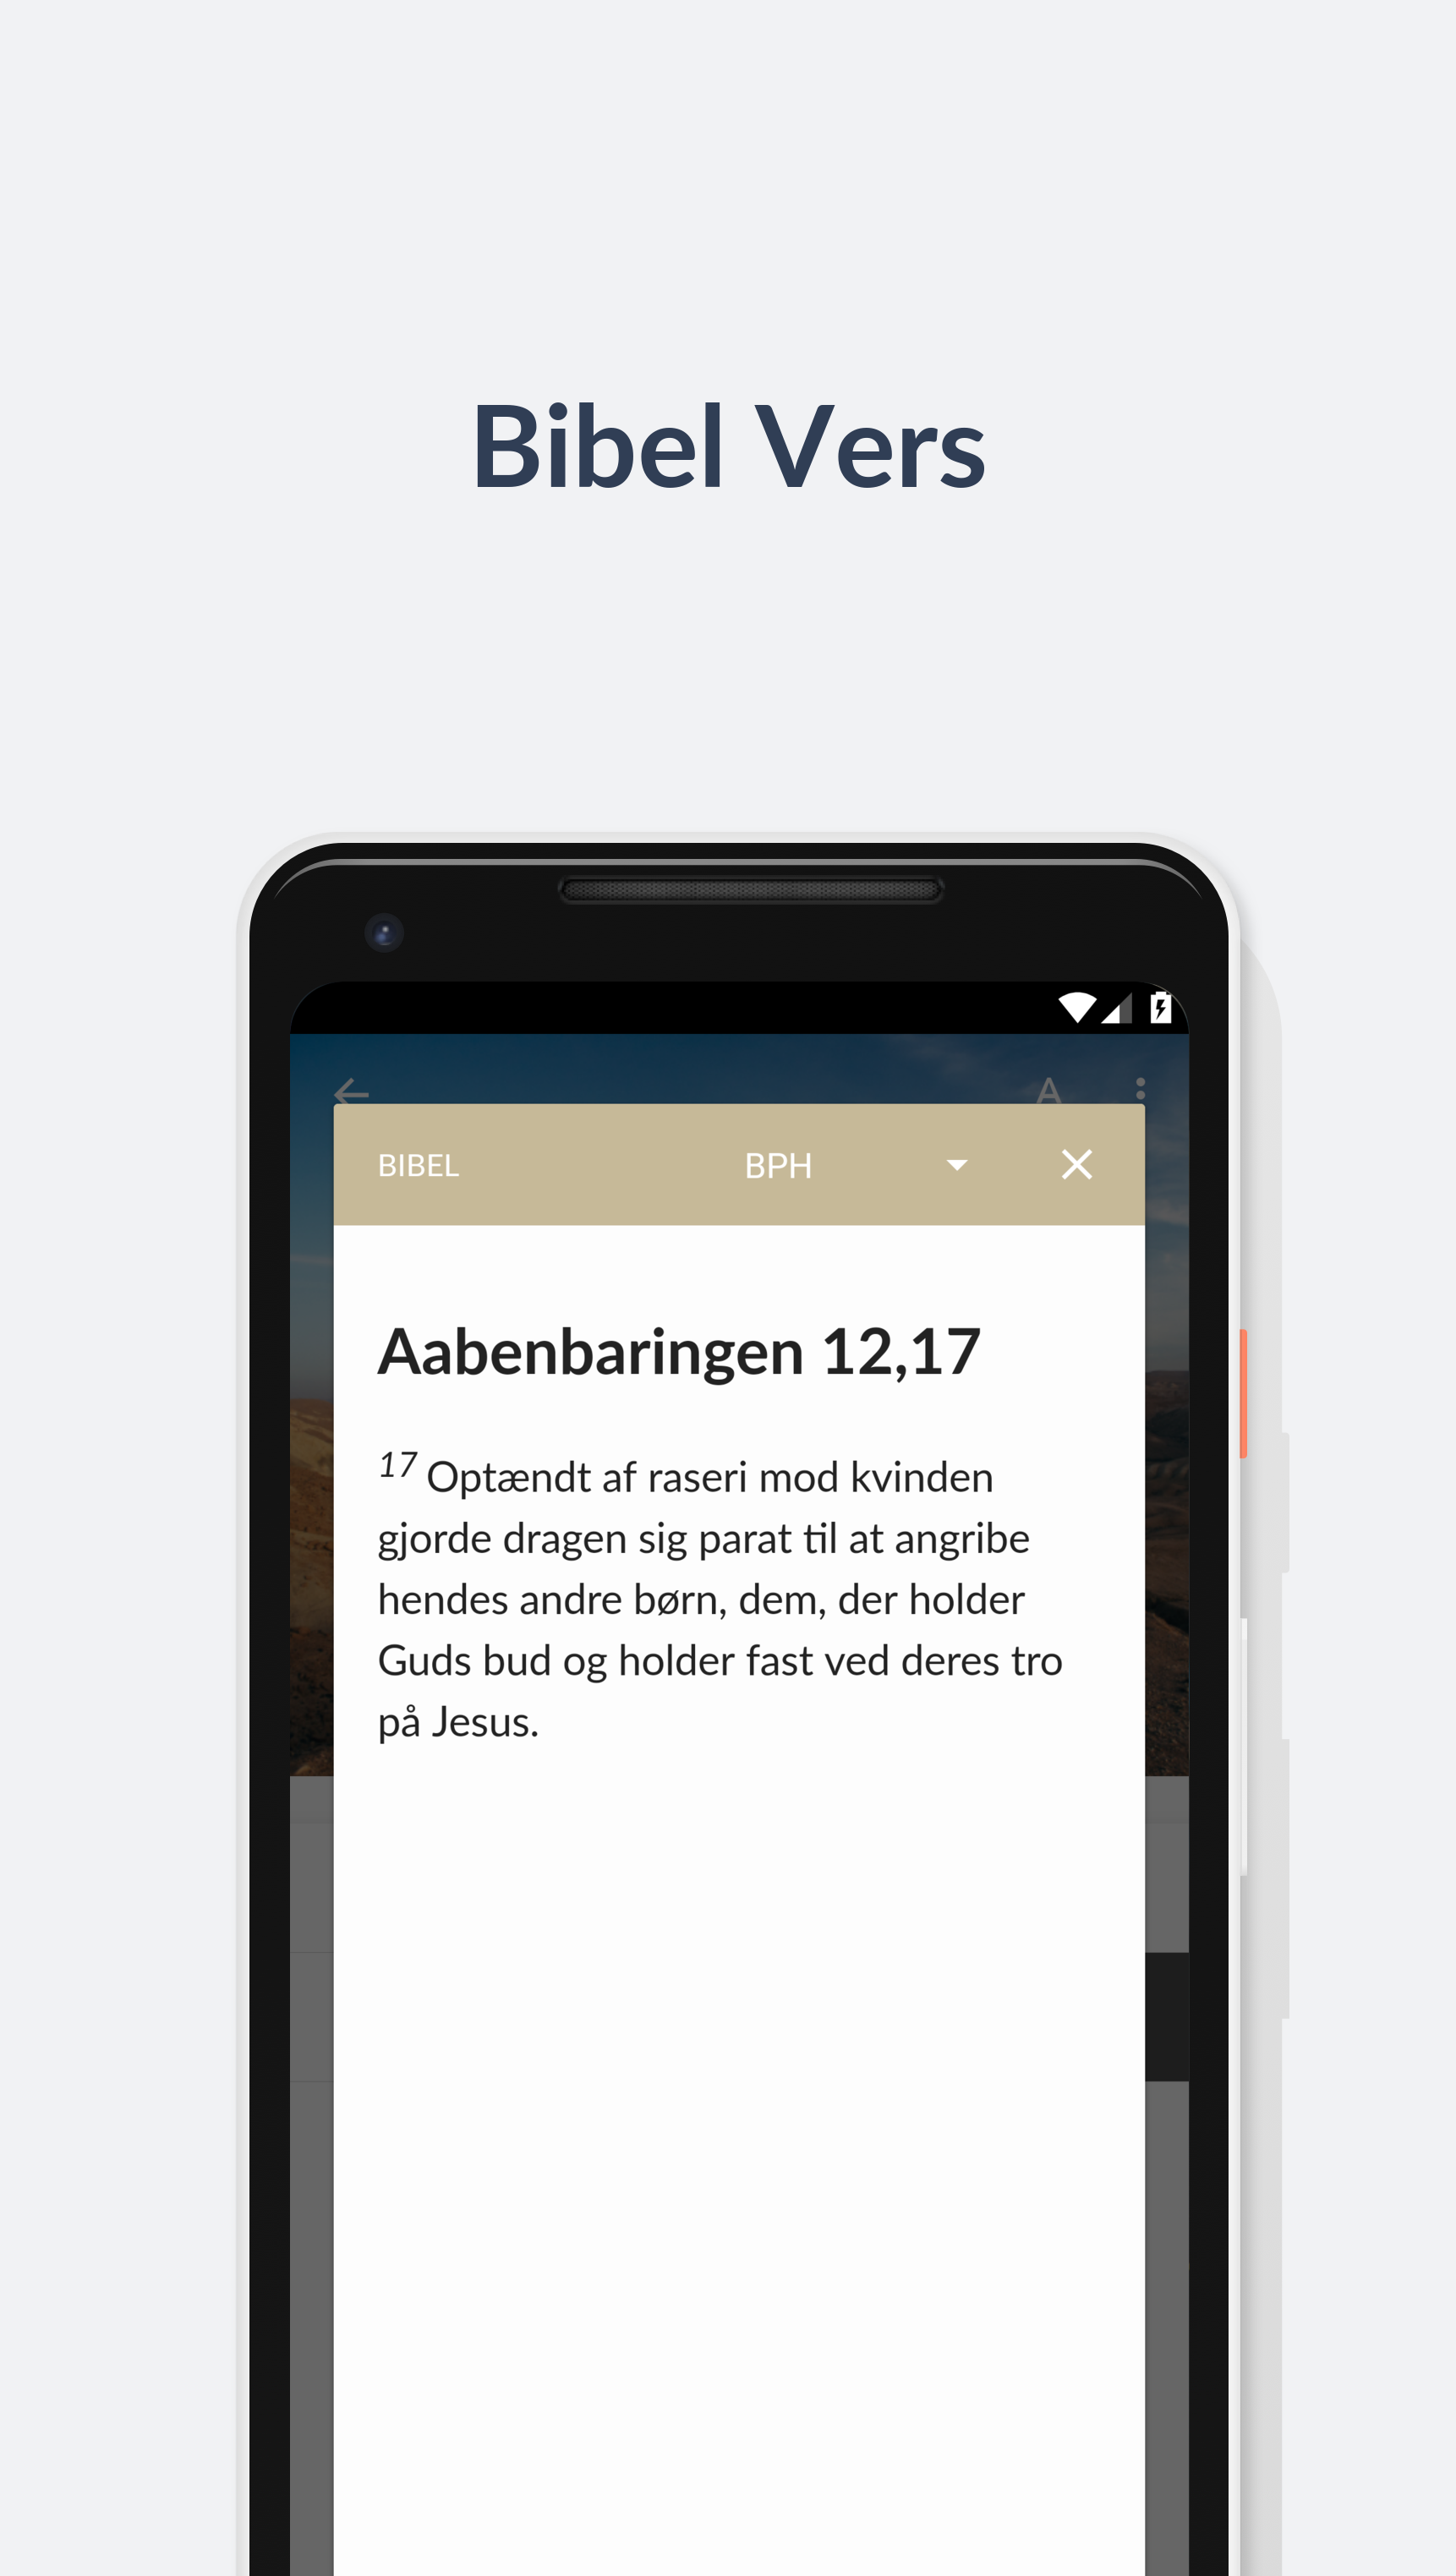 Bibel Vers
A
BIBEL BPH
Aabenbaringen 12,17
17 Optændt af raseri mod kvinden
gjorde dragen sig parat til at angribe
hendes andre børn, dem, der holder
Guds bud og holder fast ved deres tro
på Jesus.